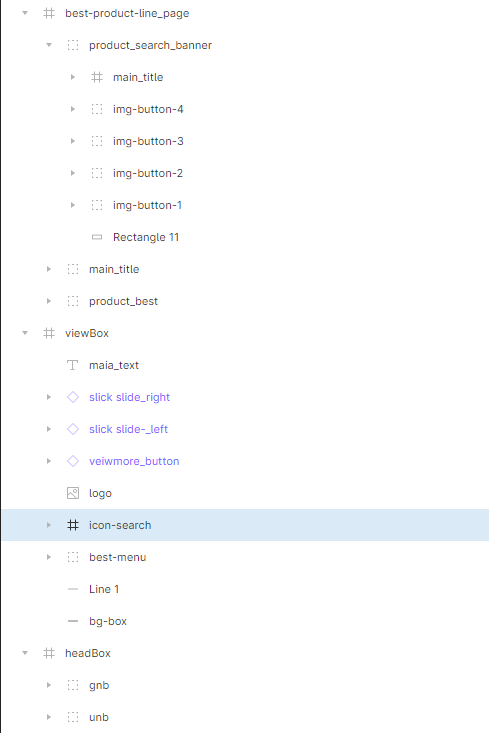 best-product-line_page
product_search_banner
main_title
img-button-4
img-button-3
img-button-2
img-button-1
Rectangle 11
main_title
product_best
viewBox
maia_text
slick slide_right
slick slide-_left
veiwmore_button
logo
icon-search
best-menu
Line 1
bg-box
headBox
gnb
unb